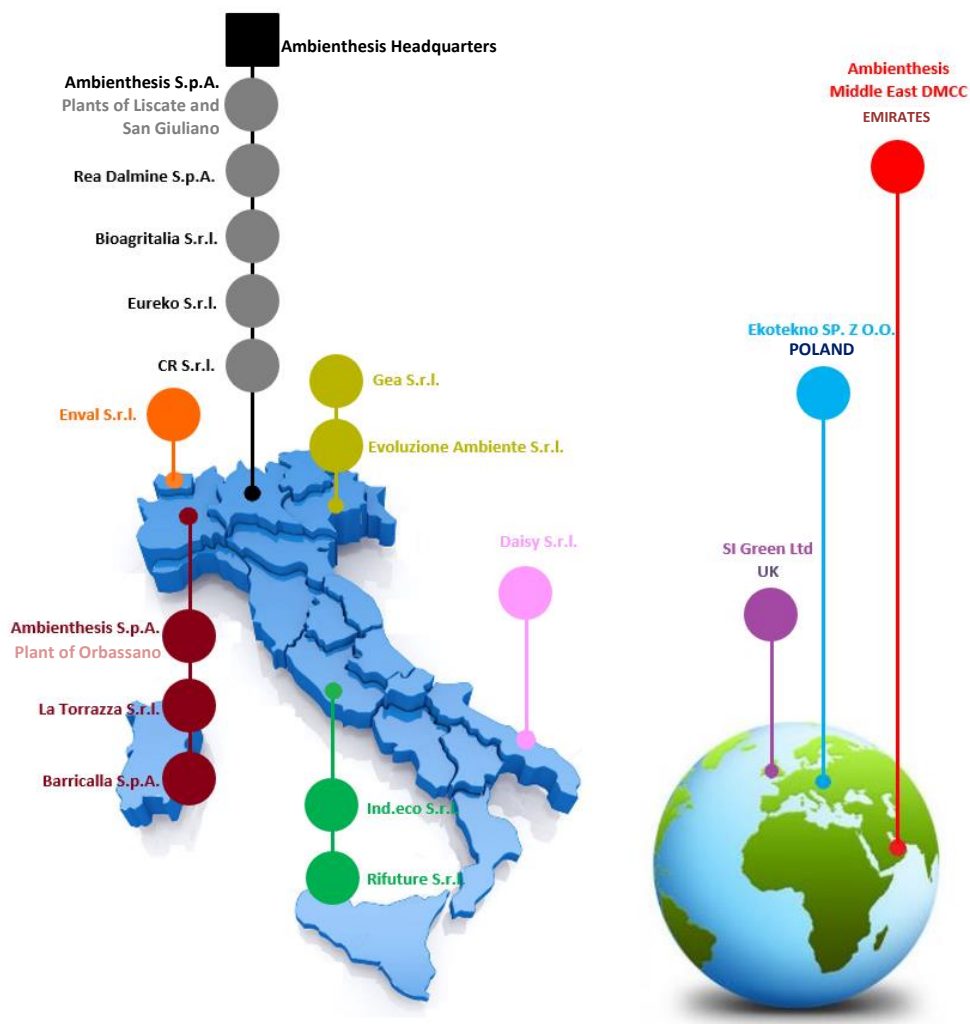 Ambienthesis Headquarters
Ambienthesis S.p.A.
Plants of Liscate and
San Giuliano
Rea Dalmine S.p.A.
Bioagritalia S.r.l.
Eureko S.r.l.
CR S.r.l.
Enval S.r.l.
Gea S.r.l.
Evoluzione Ambiente S.r.l.
Ambienthesis S.p.A.
Plant of Orbassano
La Torrazza S.r.l.
Barricalla S.p.A.
Daisy S.r.l.
Ind.eco S.r.l.
Rifuture S.r.l.
Ambienthesis
Middle East DMCC
EMIRATES
Ekotekno SP. Z O.O.
POLAND
SI Green Ltd
UK